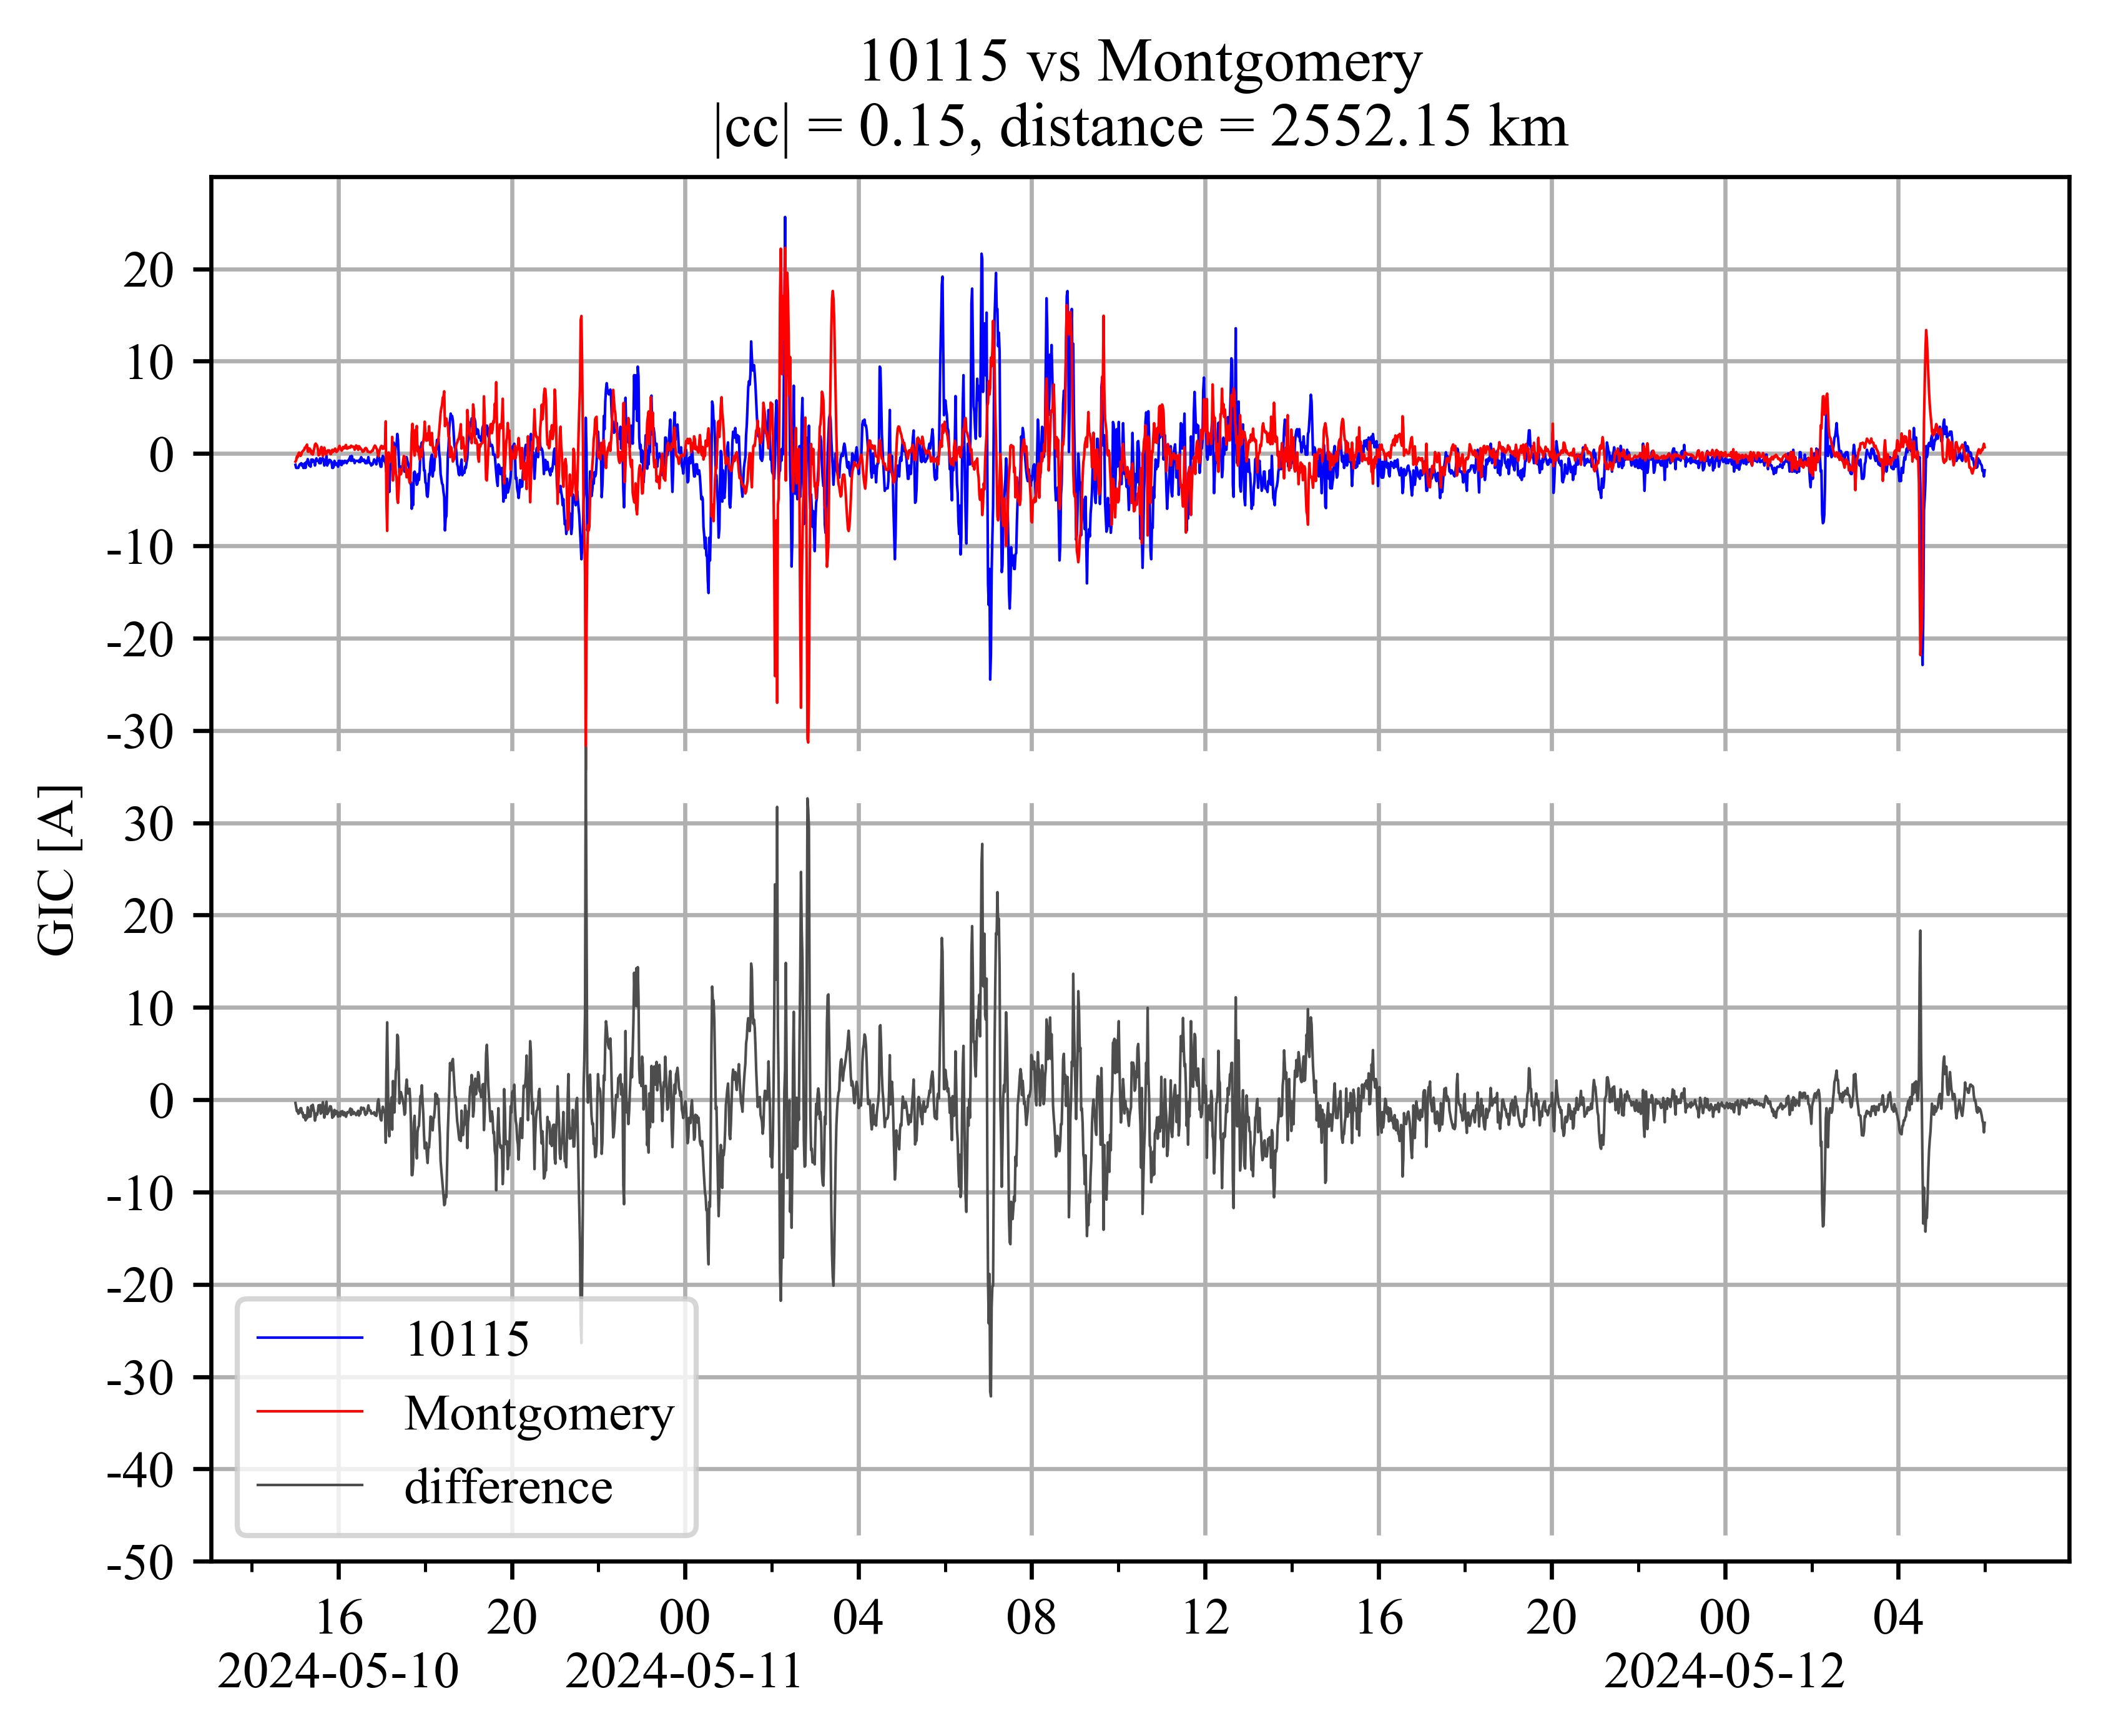 10115 vs Montgomery
|cc| = 0.15, distance = 2552.15 km
GIC [A]
20
10
0
-10
-20
-30
30
20
10
0
-10
-20
-30
-40
-50
10115
Montgomery
difference
16 20 00 04 08 12 16 20 00 04
2024-05-10 2024-05-11 2024-05-12